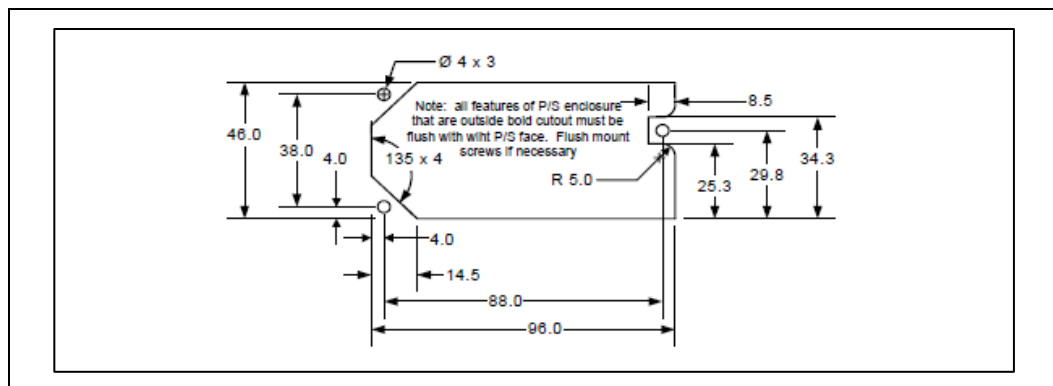 Ø 4 x 3
Note: all features of P/S enclosure
that are outside bold cutout must be
flush with wiht P/S face. Flush mount
screws if necessary
8.5
46.0
38.0
4.0
135 x 4
R 5.0
25.3
29.8
34.3
4.0
14.5
88.0
96.0